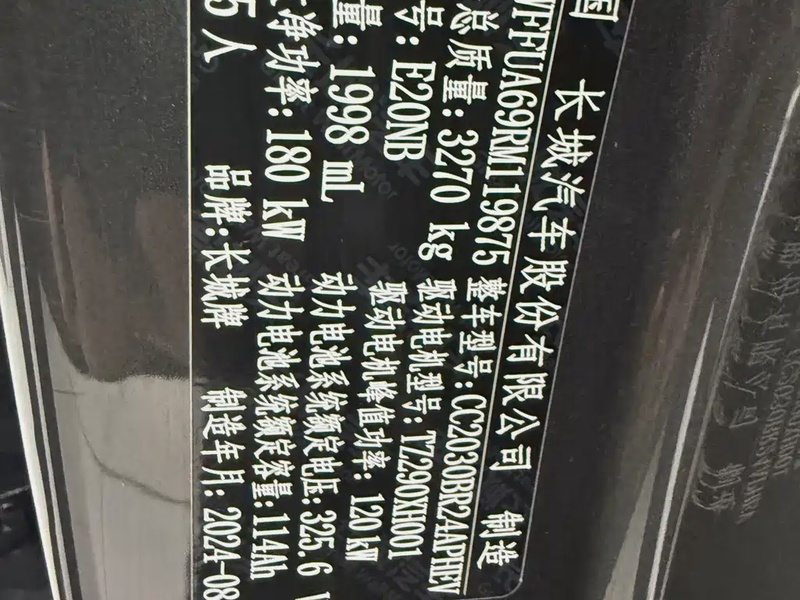 国 长城汽车股份有限公司 制造
VFFUA69RM119875 整车型号:CC2030BR24APHEV
总质量:3270 kg 驱动电机型号:TZ290XH001
号:E20NB 驱动电机峰值功率:120kW
量:1998 mL 动力电池系统额定电压:325.6 V
净功率:180 kW 动力电池系统额定容量:114Ah
5人 品牌:长城牌 制造年月:2024-08